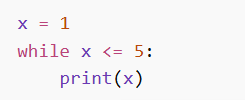 x = 1
while x <= 5:
    print(x)